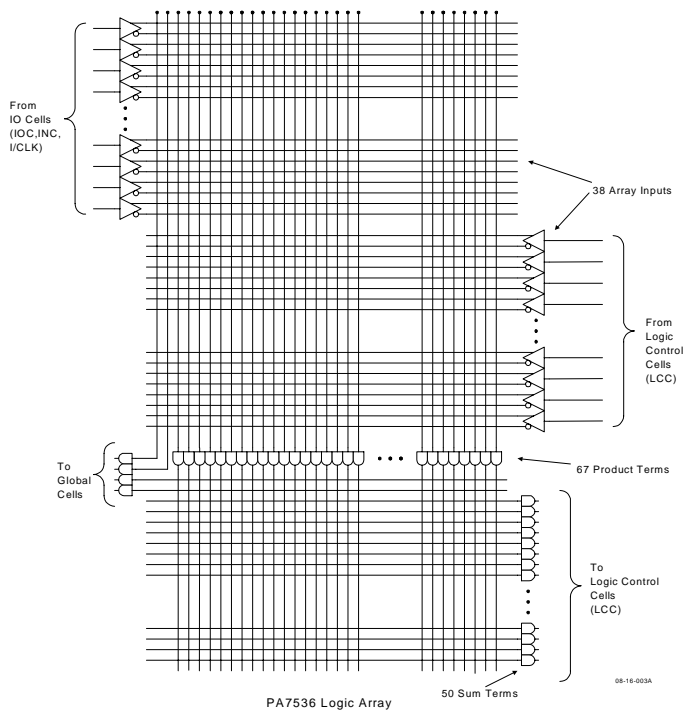 From
IO Cells
(IOC,INC,
I/CLK)
38 Array Inputs
From
Logic
Control
Cells
(LCC)
To
Global
Cells
67 Product Terms
To
Logic Control
Cells
(LCC)
08-16-003A
50 Sum Terms
PA7536 Logic Array